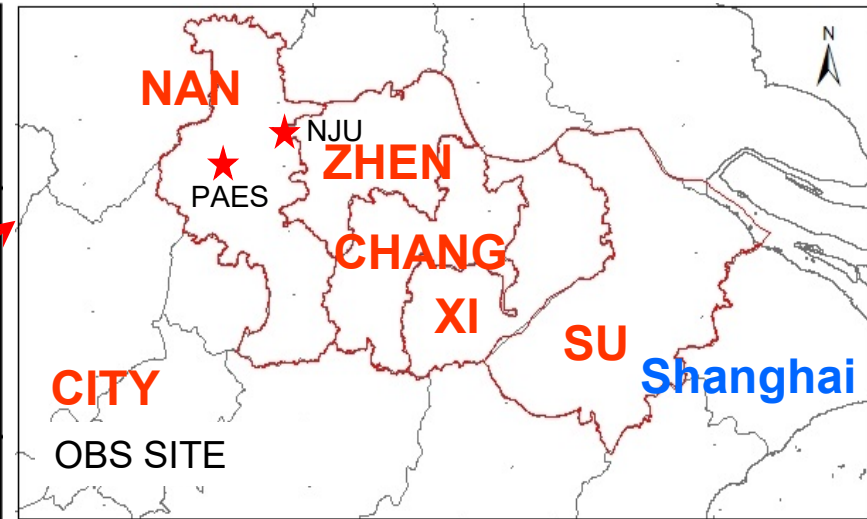 N
NAN
NJU
ZHEN
PAES
CHANG
XI
SU
Shanghai
CITY
OBS SITE